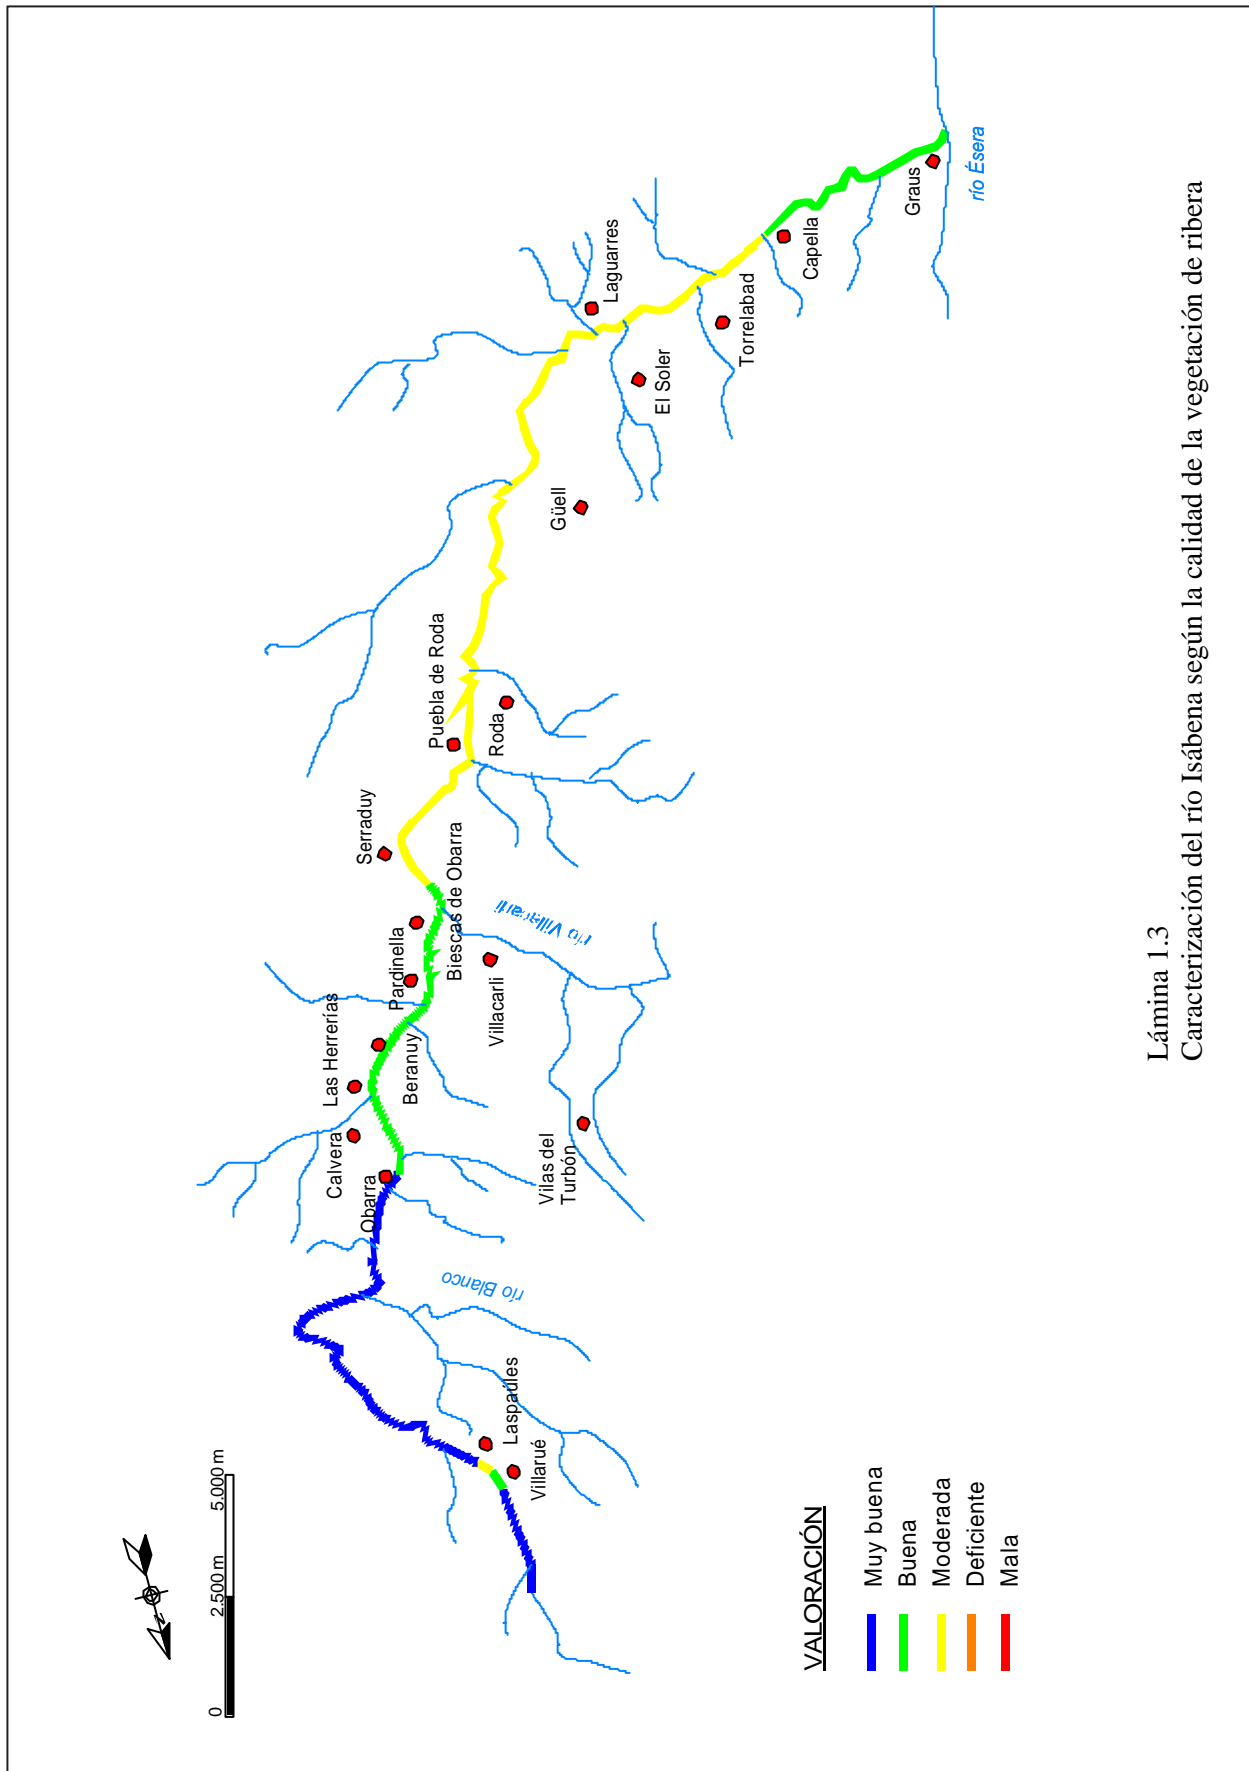 N
0
2.500 m
5.000 m
Villarué
Laspaúles
río Blanco
Obarra
Calvera
Las Herrerías
Beranuy
Pardinella
Biescas de Obarra
Vilas del
Turbón
Villacarli
río Villacarli
Serraduy
Puebla de Roda
Roda
Güell
El Soler
Laguarres
Torrelabad
Capella
Graus
río Ésera
VALORACIÓN
Muy buena
Buena
Moderada
Deficiente
Mala
Lámina 1.3
Caracterización del río Isábena según la calidad de la vegetación de ribera